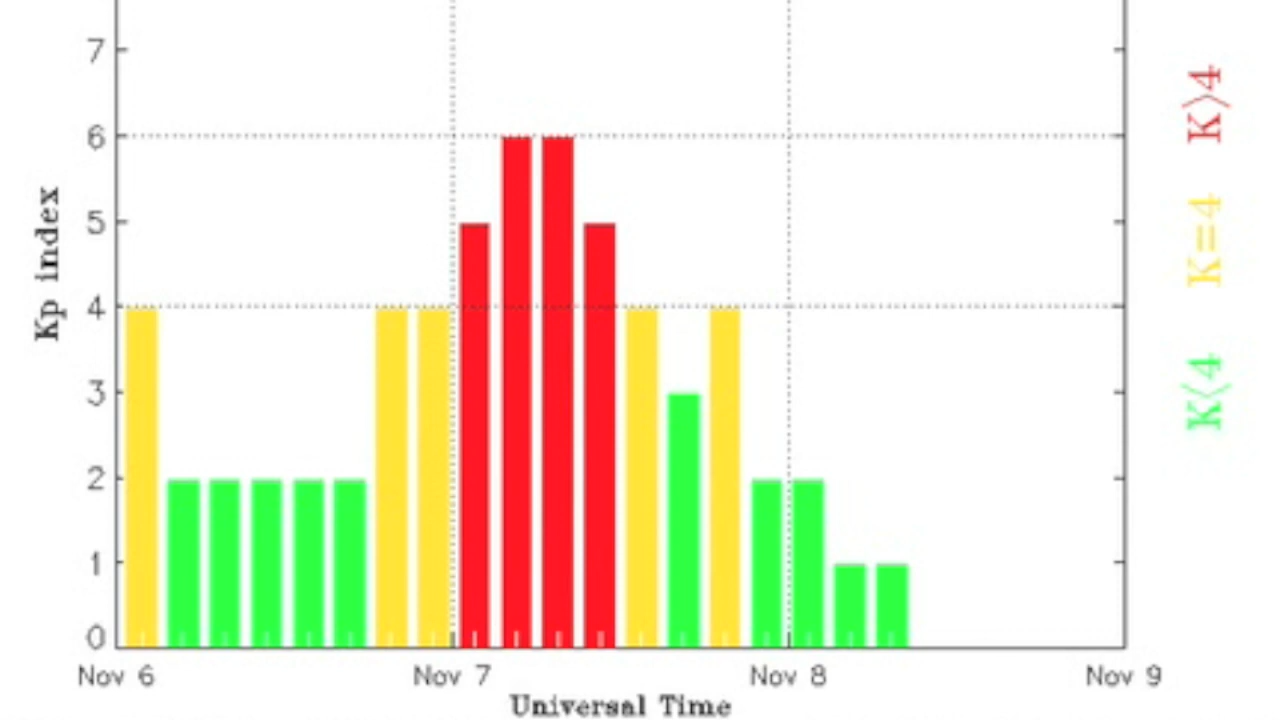 7
6
5
4
3
2
1
0
Kp index
Nov 6
Nov 7
Nov 8
Nov 9
Universal Time
K>4
K=4
K<4